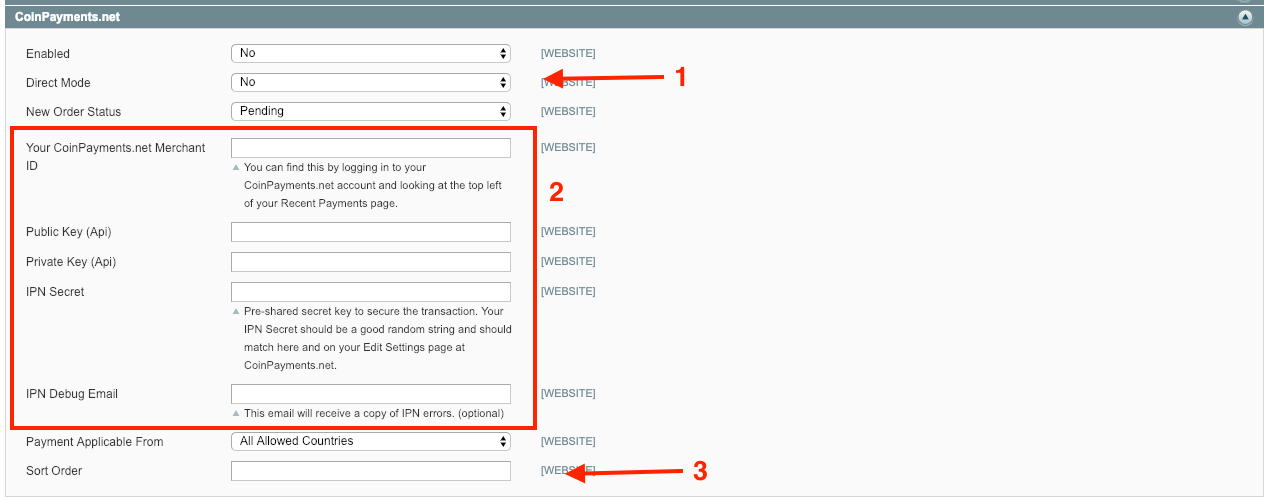 CoinPayments.net
Enabled No [WEBSITE]
Direct Mode No [WEBSITE] 1
New Order Status Pending [WEBSITE]
Your CoinPayments.net Merchant [WEBSITE]
ID
You can find this by logging in to your
CoinPayments.net account and looking at the top left
of your Recent Payments page.
2
Public Key (Api) [WEBSITE]
Private Key (Api) [WEBSITE]
IPN Secret [WEBSITE]
Pre-shared secret key to secure the transaction. Your
IPN Secret should be a good random string and should
match here and on your Edit Settings page at
CoinPayments.net.
IPN Debug Email [WEBSITE]
This email will receive a copy of IPN errors. (optional)
Payment Applicable From All Allowed Countries [WEBSITE]
Sort Order [WEBSITE] 3